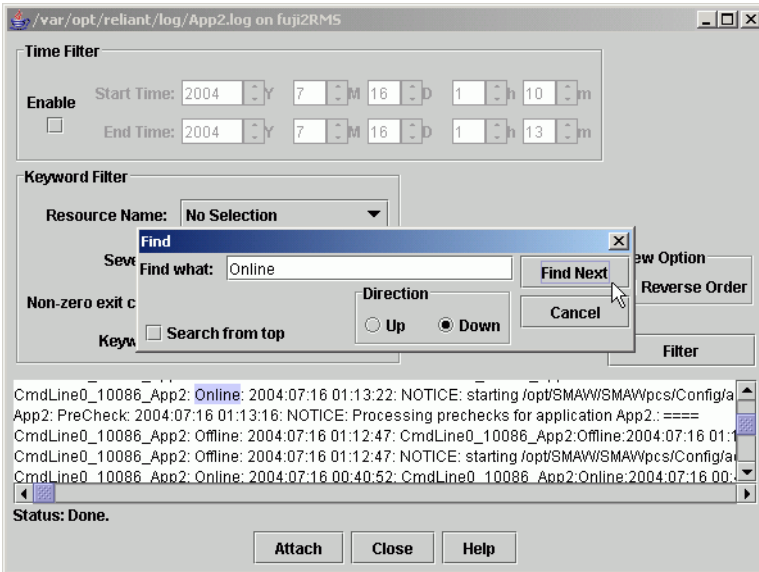 /var/opt/reliant/log/App2.log on fuji2RMS
Time Filter
Enable
Start Time: 2004 Y 7 M 16 D 1 h 10 m
End Time: 2004 Y 7 M 16 D 1 h 13 m
Keyword Filter
Resource Name: No Selection
Find
Find what: Online
Find Next
Direction
Up Down
Cancel
Search from top
Seve
Non-zero exit c
Keyw
ew Option
Reverse Order
Filter
CmdLine0_10086_App2: Online: 2004:07:16 01:13:22: NOTICE: starting /opt/SMAW/SMAWpcs/Config/a
App2: PreCheck: 2004:07:16 01:13:16: NOTICE: Processing prechecks for application App2.: ====
CmdLine0_10086_App2: Offline: 2004:07:16 01:12:47: CmdLine0_10086_App2:Offline:2004:07:16 01:1
CmdLine0_10086_App2: Offline: 2004:07:16 01:12:47: NOTICE: starting /opt/SMAW/SMAWpcs/Config/a
CmdLine0_10086_App2: Online: 2004:07:16 00:40:52: CmdLine0_10086_App2:Online:2004:07:16 00:
Status: Done.
Attach Close Help